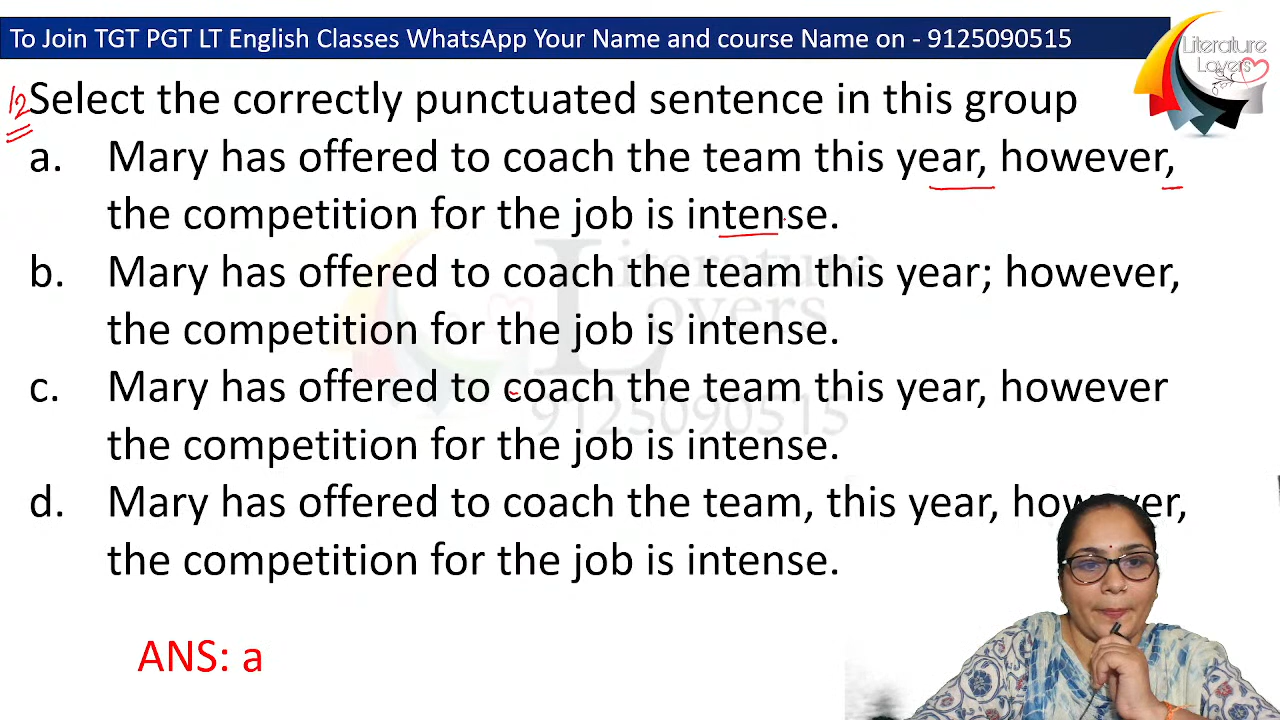 To Join TGT PGT LT English Classes WhatsApp Your Name and course Name on - 9125090515
Literature
Lovers
12 Select the correctly punctuated sentence in this group
a. Mary has offered to coach the team this year, however,
the competition for the job is intense.
b. Mary has offered to coach the team this year; however,
the competition for the job is intense.
c. Mary has offered to coach the team this year, however
the competition for the job is intense.
d. Mary has offered to coach the team, this year, however,
the competition for the job is intense.
Literature
Lovers
9125090515
ANS: a